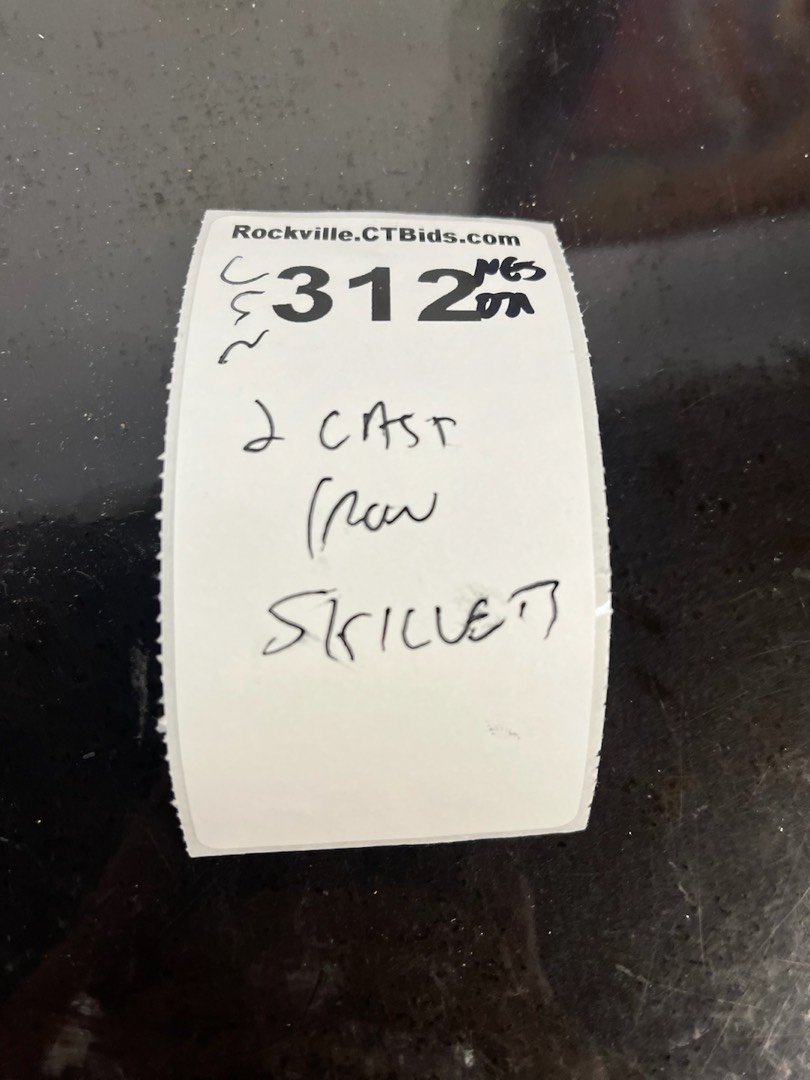 Rockville.CTBids.com
312
2 CAST
IRON
SKILLETS